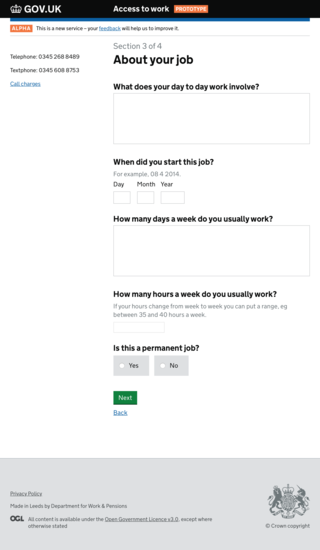 GOV.UK
Access to work PROTOTYPE
ALPHA This is a new service – your feedback will help us to improve it.
Telephone: 0345 268 8489
Textphone: 0345 608 8753
Call charges
Section 3 of 4
About your job
What does your day to day work involve?
When did you start this job?
For example, 08 4 2014.
Day Month Year
How many days a week do you usually work?
How many hours a week do you usually work?
If your hours change from week to week you can put a range, eg
between 35 and 40 hours a week.
Is this a permanent job?
Yes No
Next
Back
Privacy Policy
Made in Leeds by Department for Work & Pensions
OGL All content is available under the Open Government Licence v3.0, except where
otherwise stated
© Crown copyright